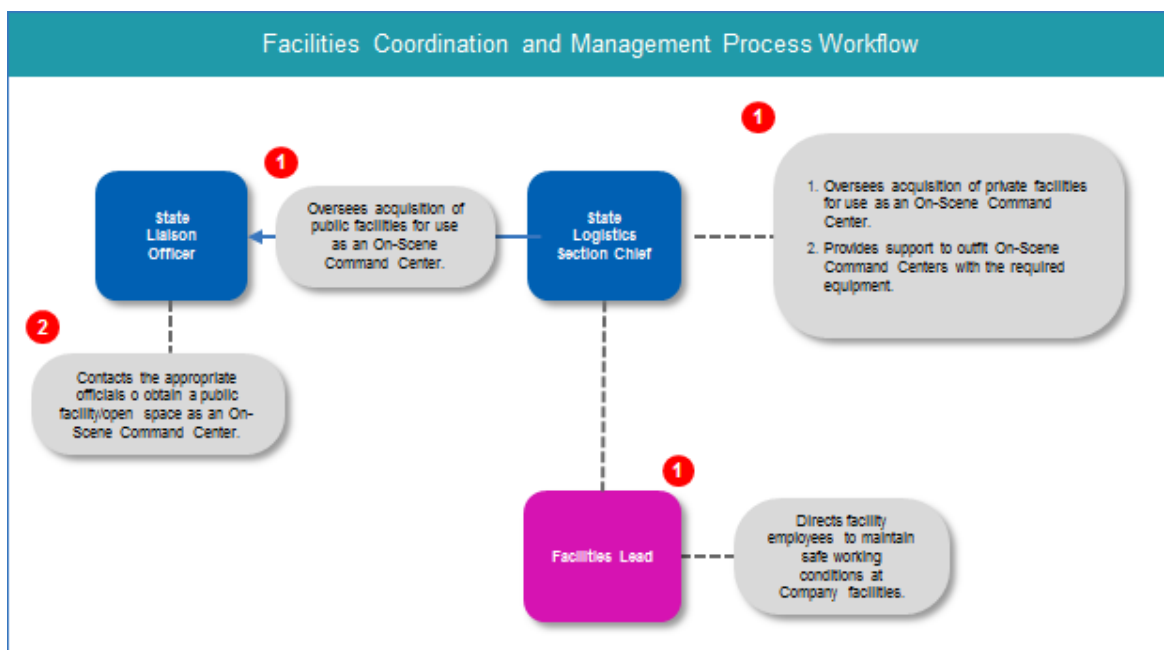 Facilities Coordination and Management Process Workflow
1
State
Liaison
Officer
1
Oversees acquisition of
public facilities for use
as an On-Scene
Command Center.
State
Logistics
Section Chief
1. Oversees acquisition of private facilities
for use as an On-Scene Command
Center.
2. Provides support to outfit On-Scene
Command Centers with the required
equipment.
2
Contacts the appropriate
officials o obtain a public
facility/open space as an On-
Scene Command Center.
1
Facilities Lead
Directs facility
employees to maintain
safe working
conditions at
Company facilities.